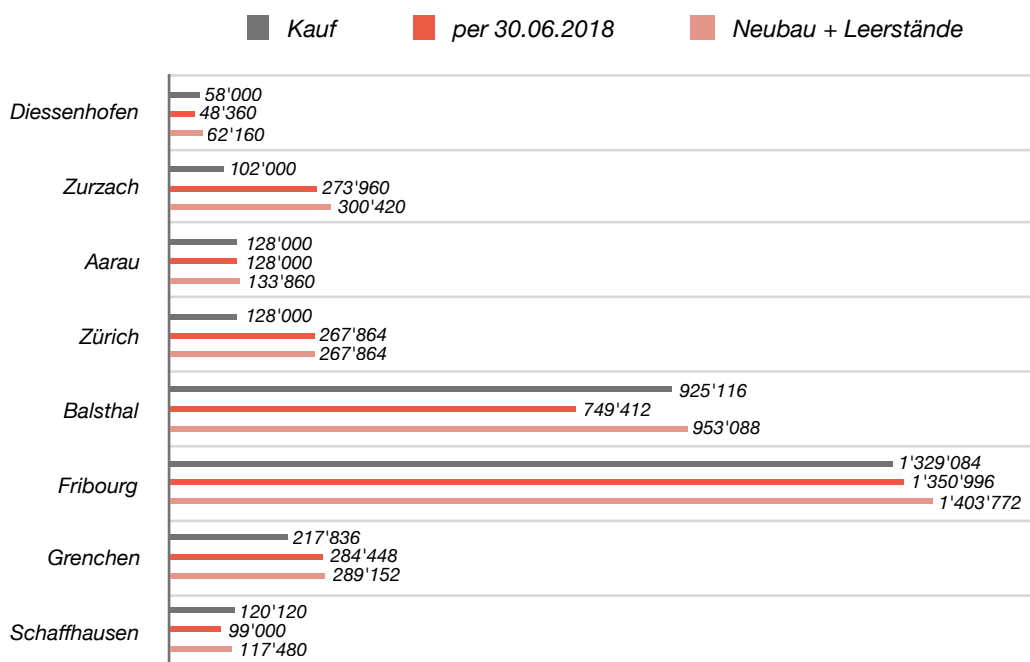 Kauf per 30.06.2018 Neubau + Leerstände
Diessenhofen
58'000
48'360
62'160
Zurzach
102'000
273'960
300'420
Aarau
128'000
128'000
133'860
Zürich
128'000
267'864
267'864
Balsthal
925'116
749'412
953'088
Fribourg
1'329'084
1'350'996
1'403'772
Grenchen
217'836
284'448
289'152
Schaffhausen
120'120
99'000
117'480